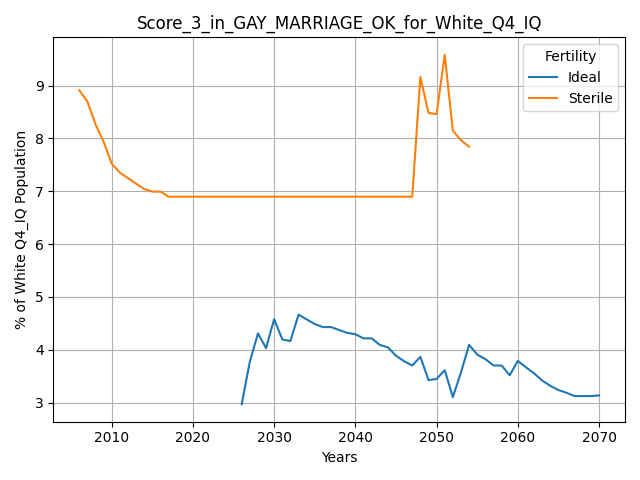 Score_3_in_GAY_MARRIAGE_OK_for_White_Q4_IQ
Fertility
Ideal
Sterile
% of White Q4_IQ Population
9
8
7
6
5
4
3
2010 2020 2030 2040 2050 2060 2070
Years